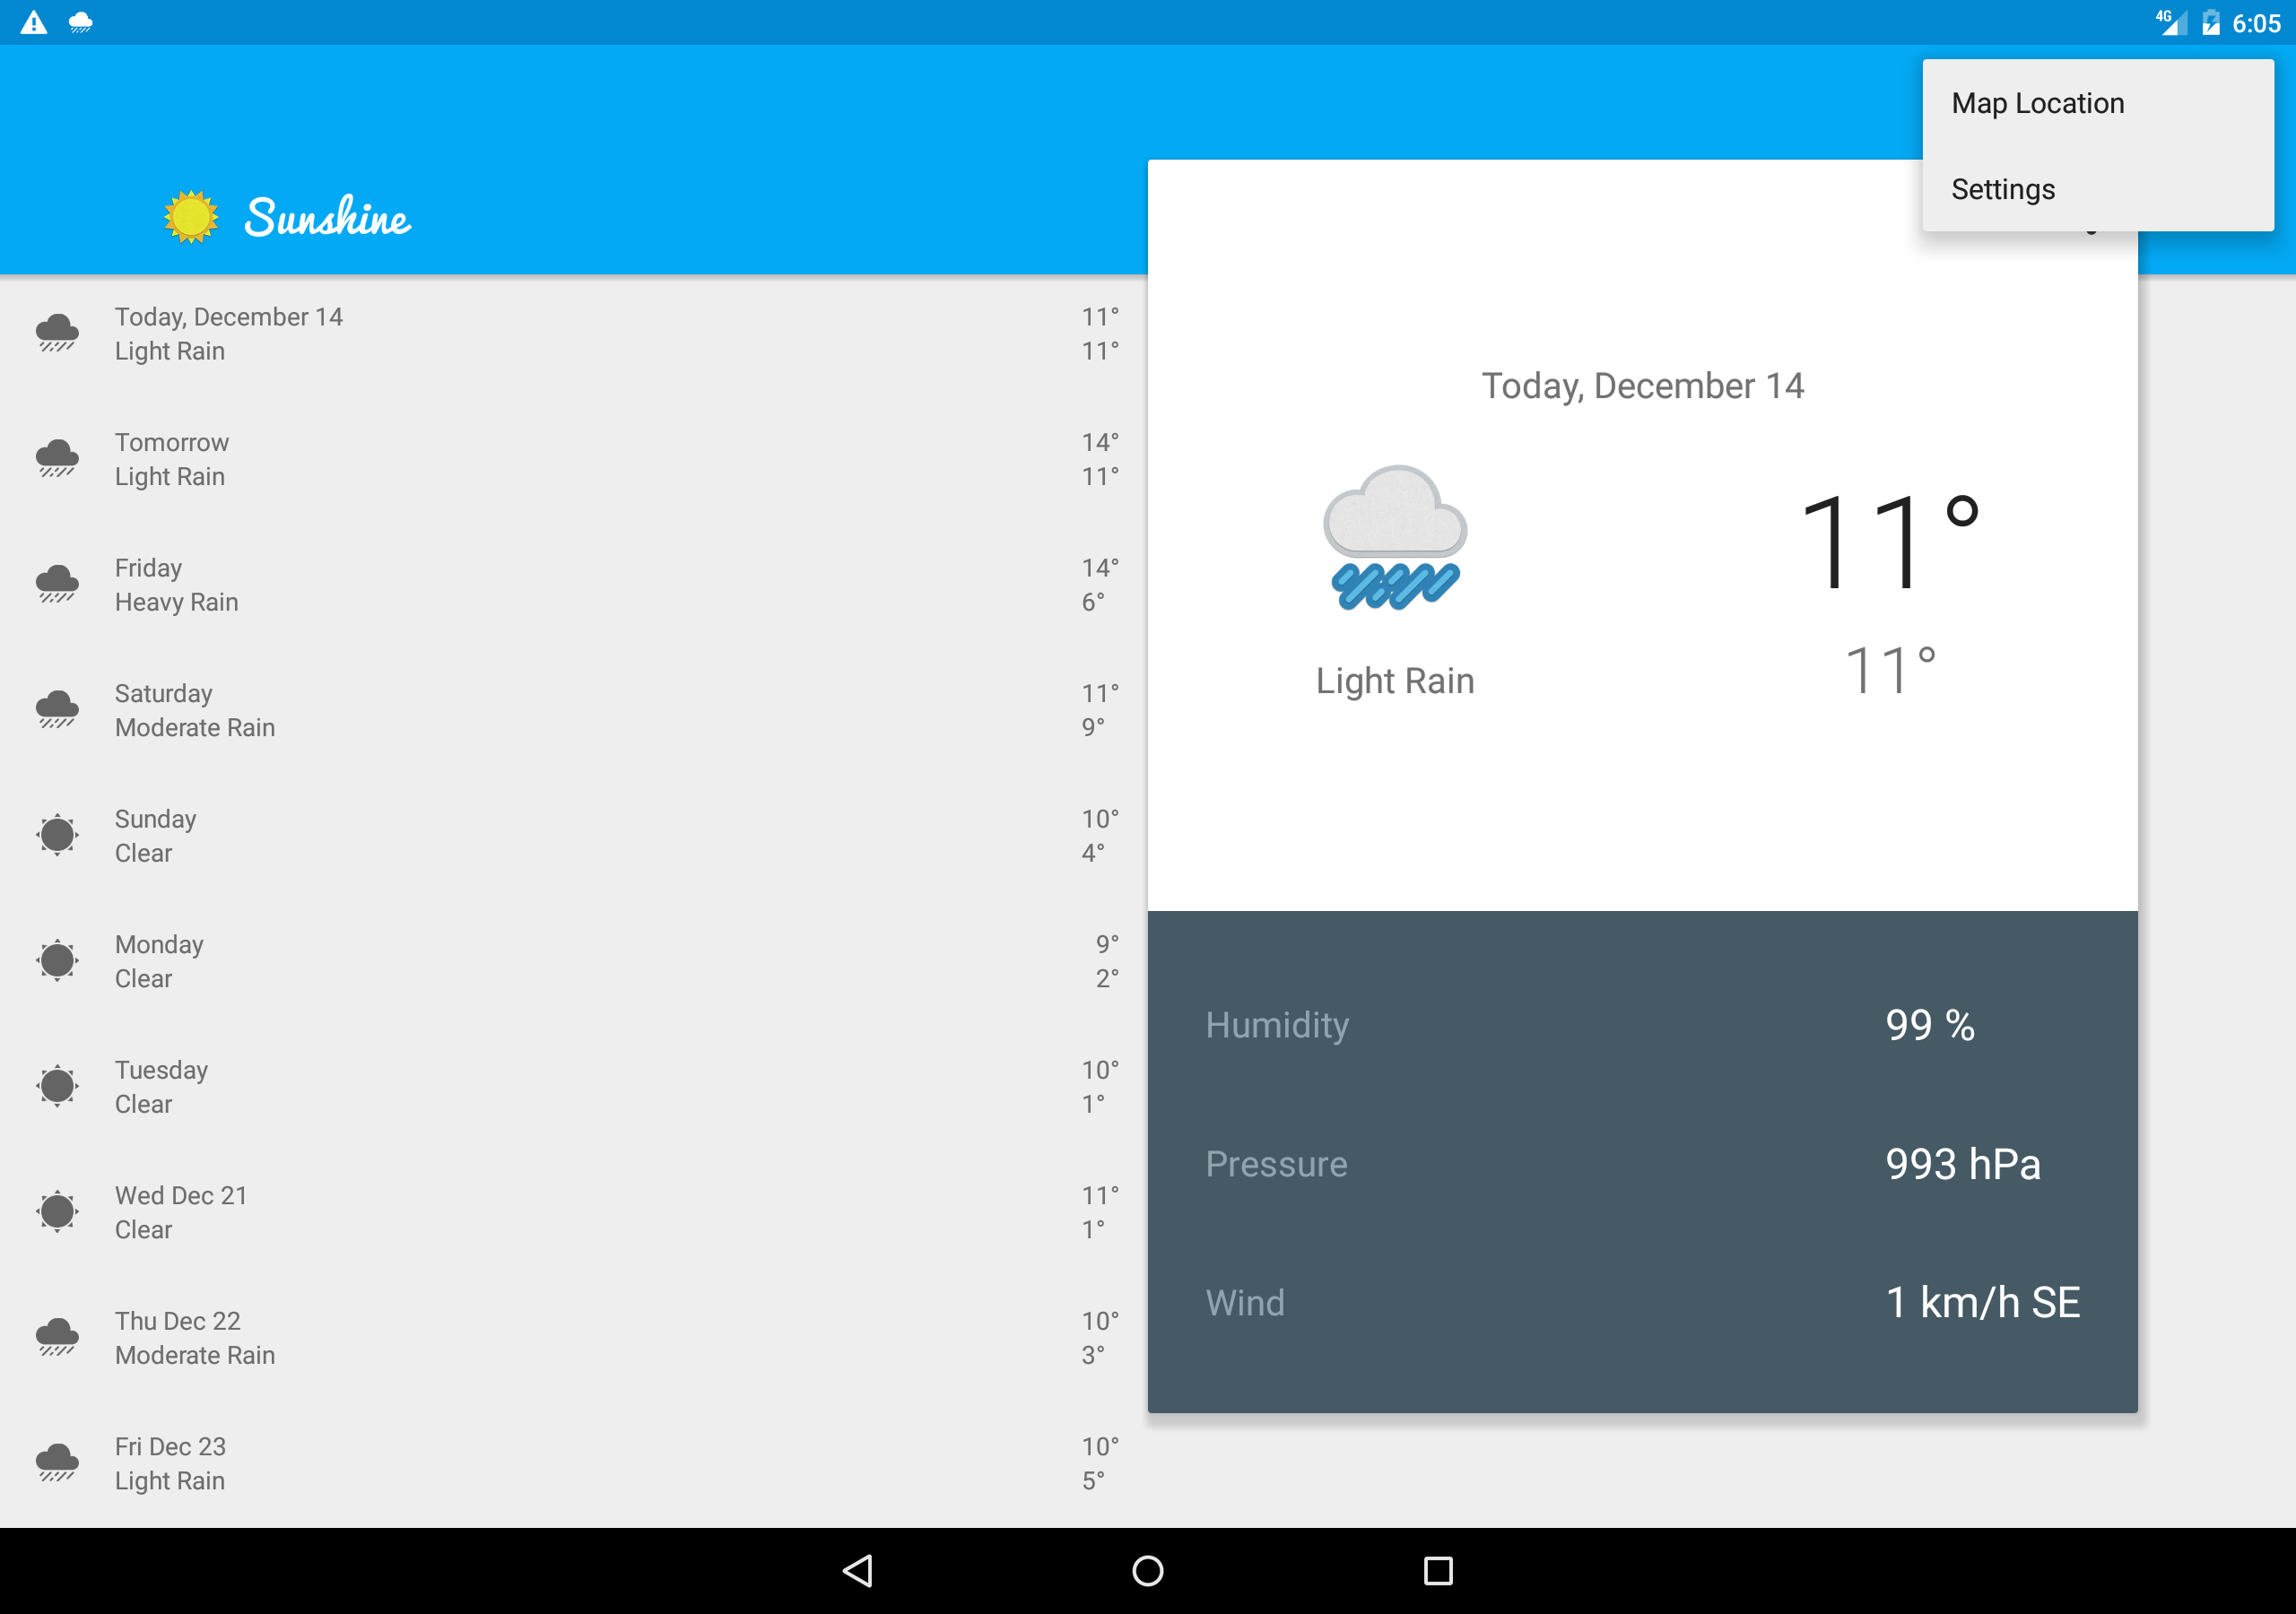 4G 6:05
Map Location
Settings
Sunshine
Today, December 14 11°
Light Rain 11°
Tomorrow 14°
Light Rain 11°
Friday 14°
Heavy Rain 6°
Saturday 11°
Moderate Rain 9°
Sunday 10°
Clear 4°
Monday 9°
Clear 2°
Tuesday 10°
Clear 1°
Wed Dec 21 11°
Clear 1°
Thu Dec 22 10°
Moderate Rain 3°
Fri Dec 23 10°
Light Rain 5°
Today, December 14
11°
Light Rain 11°
Humidity 99 %
Pressure 993 hPa
Wind 1 km/h SE